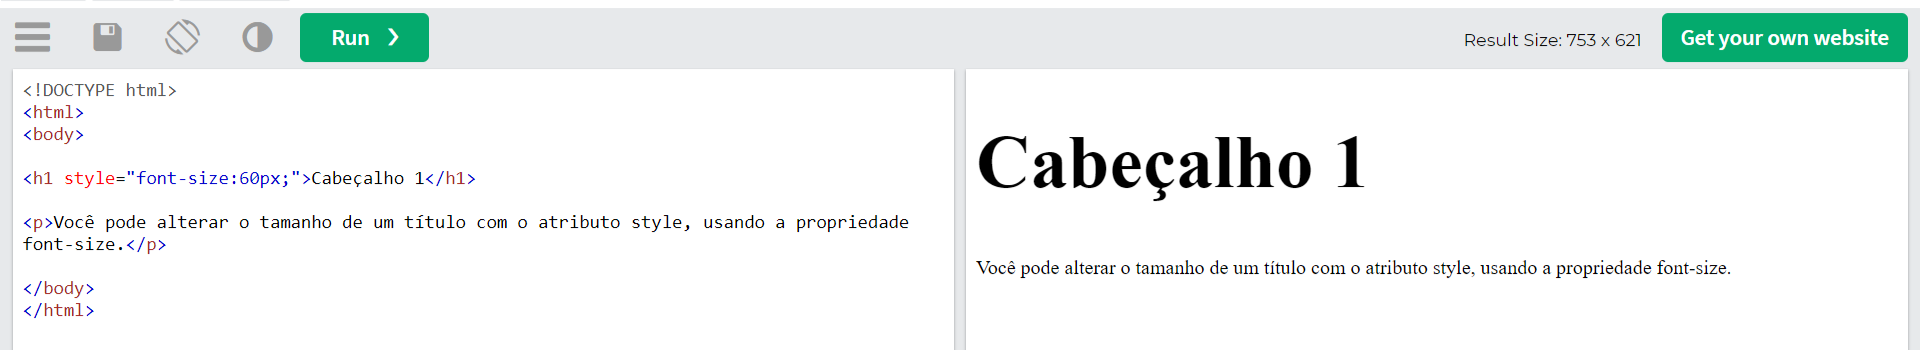 Run ❯
Result Size: 753 x 621
Get your own website
<!DOCTYPE html>
<html>
<body>
<h1 style="font-size:60px;">Cabeçalho 1</h1>
<p>Você pode alterar o tamanho de um título com o atributo style, usando a propriedade
font-size.</p>
</body>
</html>
Cabeçalho 1
Você pode alterar o tamanho de um título com o atributo style, usando a propriedade font-size.